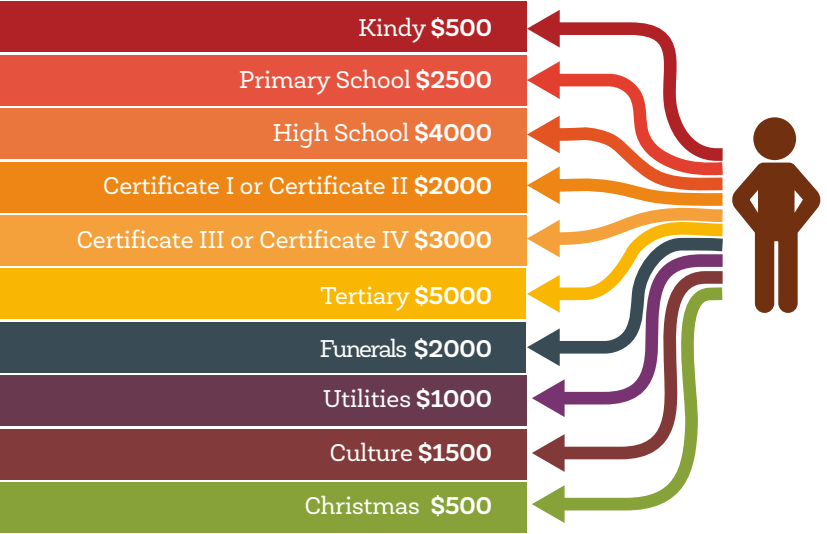 Kindy $500
Primary School $2500
High School $4000
Certificate I or Certificate II $2000
Certificate III or Certificate IV $3000
Tertiary $5000
Funerals $2000
Utilities $1000
Culture $1500
Christmas $500